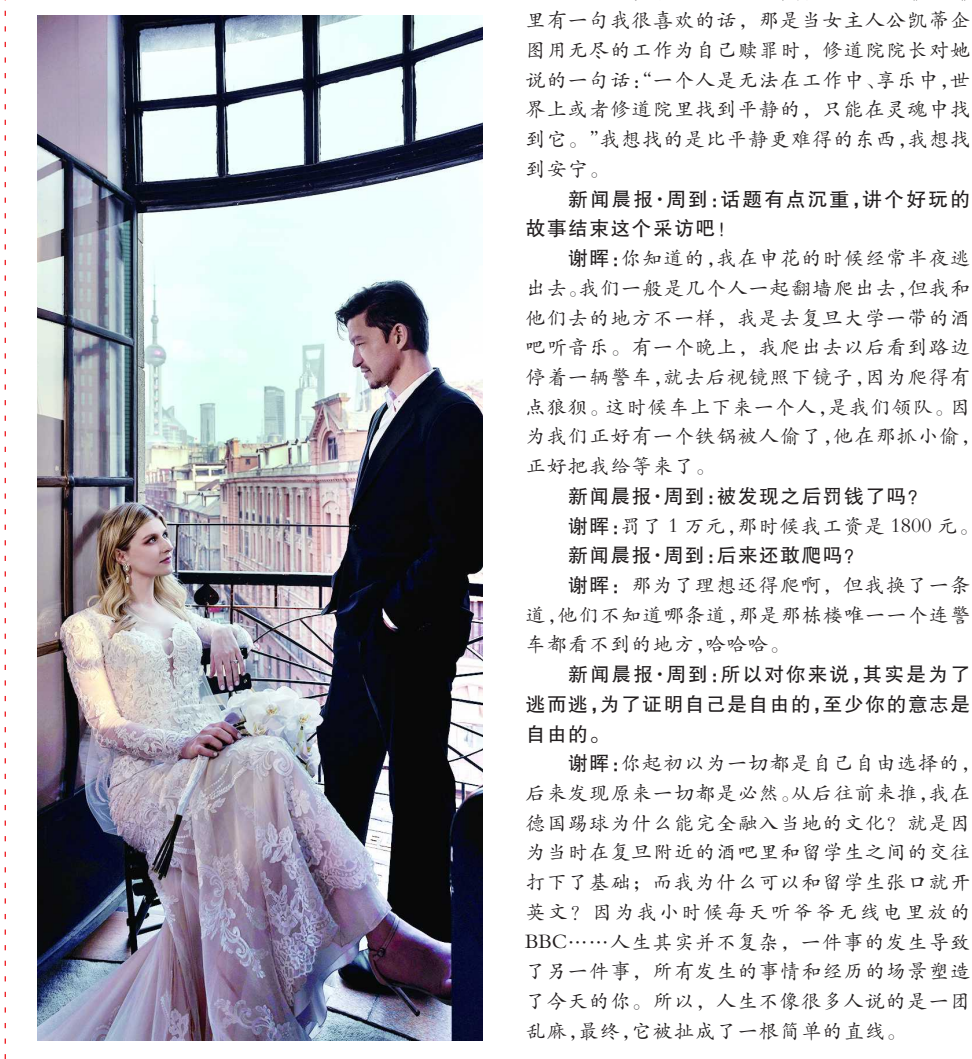 里有一句我很喜欢的话，那是当女主人公凯蒂企
图用无尽的工作为自己赎罪时，修道院院长对她
说的一句话：“一个人是无法在工作中、享乐中，世
界上或者修道院里找到平静的，只能在灵魂中找
到它。”我想找的是比平静更难得的东西，我想找
到安宁。
新闻晨报·周到：话题有点沉重，讲个好玩的
故事结束这个采访吧！
谢晖：你知道的，我在申花的时候经常半夜逃
出去。我们一般是几个人一起翻墙爬出去，但我和
他们去的地方不一样，我是去复旦大学一带的酒
吧听音乐。有一个晚上，我爬出去以后看到路边
停着一辆警车，就去后视镜照下镜子，因为爬得有
点狼狈。这时候车上下来一个人，是我们领队。因
为我们正好有一个铁锅被人偷了，他在那抓小偷，
正好把我给等来了。
新闻晨报·周到：被发现之后罚钱了吗？
谢晖：罚了 1 万元，那时候我工资是 1800 元。
新闻晨报·周到：后来还敢爬吗？
谢晖：那为了理想还得爬啊，但我换了一条
道，他们不知道哪条道，那是那栋楼唯一一个连警
车都看不到的地方，哈哈哈。
新闻晨报·周到：所以对你来说，其实是为了
逃而逃，为了证明自己是自由的，至少你的意志是
自由的。
谢晖：你起初以为一切都是自己自由选择的，
后来发现原来一切都是必然。从后往前来推，我在
德国踢球为什么能完全融入当地的文化？就是因
为当时在复旦附近的酒吧里和留学生之间的交往
打下了基础；而我为什么可以和留学生张口就开
英文？因为我小时候每天听爷爷无线电里放的
BBC……人生其实并不复杂，一件事的发生导致
了另一件事，所有发生的事情和经历的场景塑造
了今天的你。所以，人生不像很多人说的是一团
乱麻，最终，它被扯成了一根简单的直线。